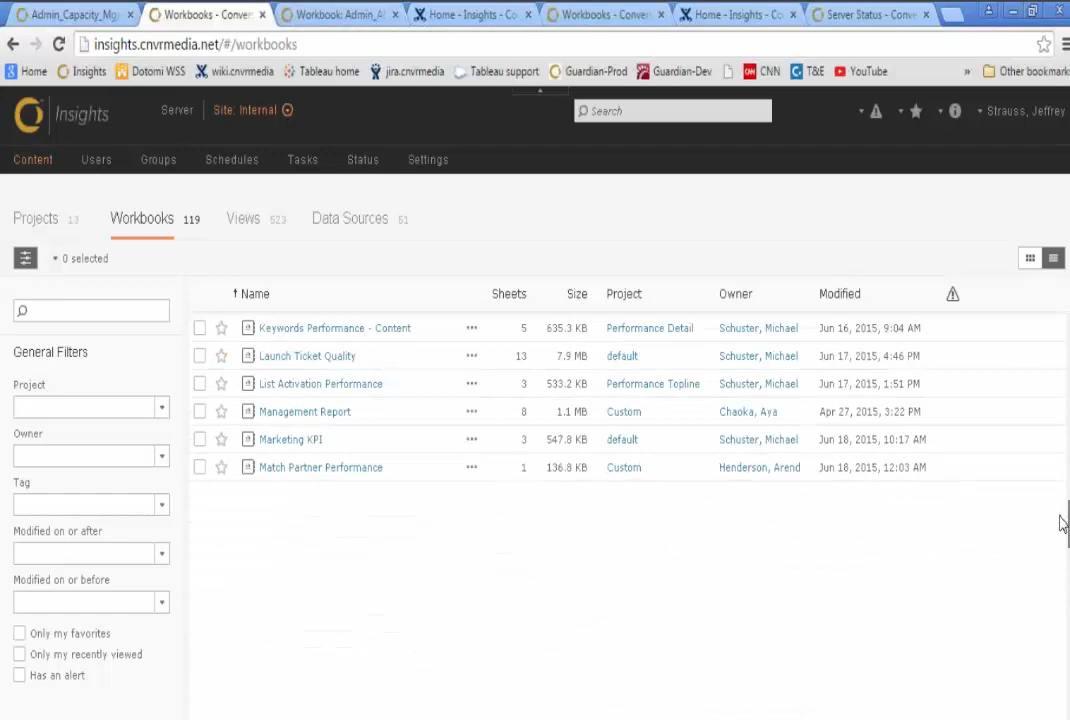 Admin_Capacity_Mg Workbooks - Conver Workbook: Admin_A Home - Insights - Co Workbooks - Conver Home - Insights - Co Server Status - Conve
insights.cnvrmedia.net/#/workbooks
Home Insights Dotomi WSS wiki.cnvrmedia Tableau home jira.cnvrmedia Tableau support Guardian-Prod Guardian-Dev CNN T&E YouTube » Other bookmark
Insights Server Site: Internal Search Strauss, Jeffrey
Content Users Groups Schedules Tasks Status Settings
Projects 13 Workbooks 119 Views 523 Data Sources 51
0 selected
↑ Name Sheets Size Project Owner Modified
Keywords Performance - Content ··· 5 635.3 KB Performance Detail Schuster, Michael Jun 16, 2015, 9:04 AM
Launch Ticket Quality ··· 13 7.9 MB default Schuster, Michael Jun 17, 2015, 4:46 PM
List Activation Performance ··· 3 533.2 KB Performance Topline Schuster, Michael Jun 17, 2015, 1:51 PM
Management Report ··· 8 1.1 MB Custom Chaoka, Aya Apr 27, 2015, 3:22 PM
Marketing KPI ··· 3 547.8 KB default Schuster, Michael Jun 18, 2015, 10:17 AM
Match Partner Performance ··· 1 136.8 KB Custom Henderson, Arend Jun 18, 2015, 12:03 AM
General Filters
Project
Owner
Tag
Modified on or after
Modified on or before
Only my favorites
Only my recently viewed
Has an alert